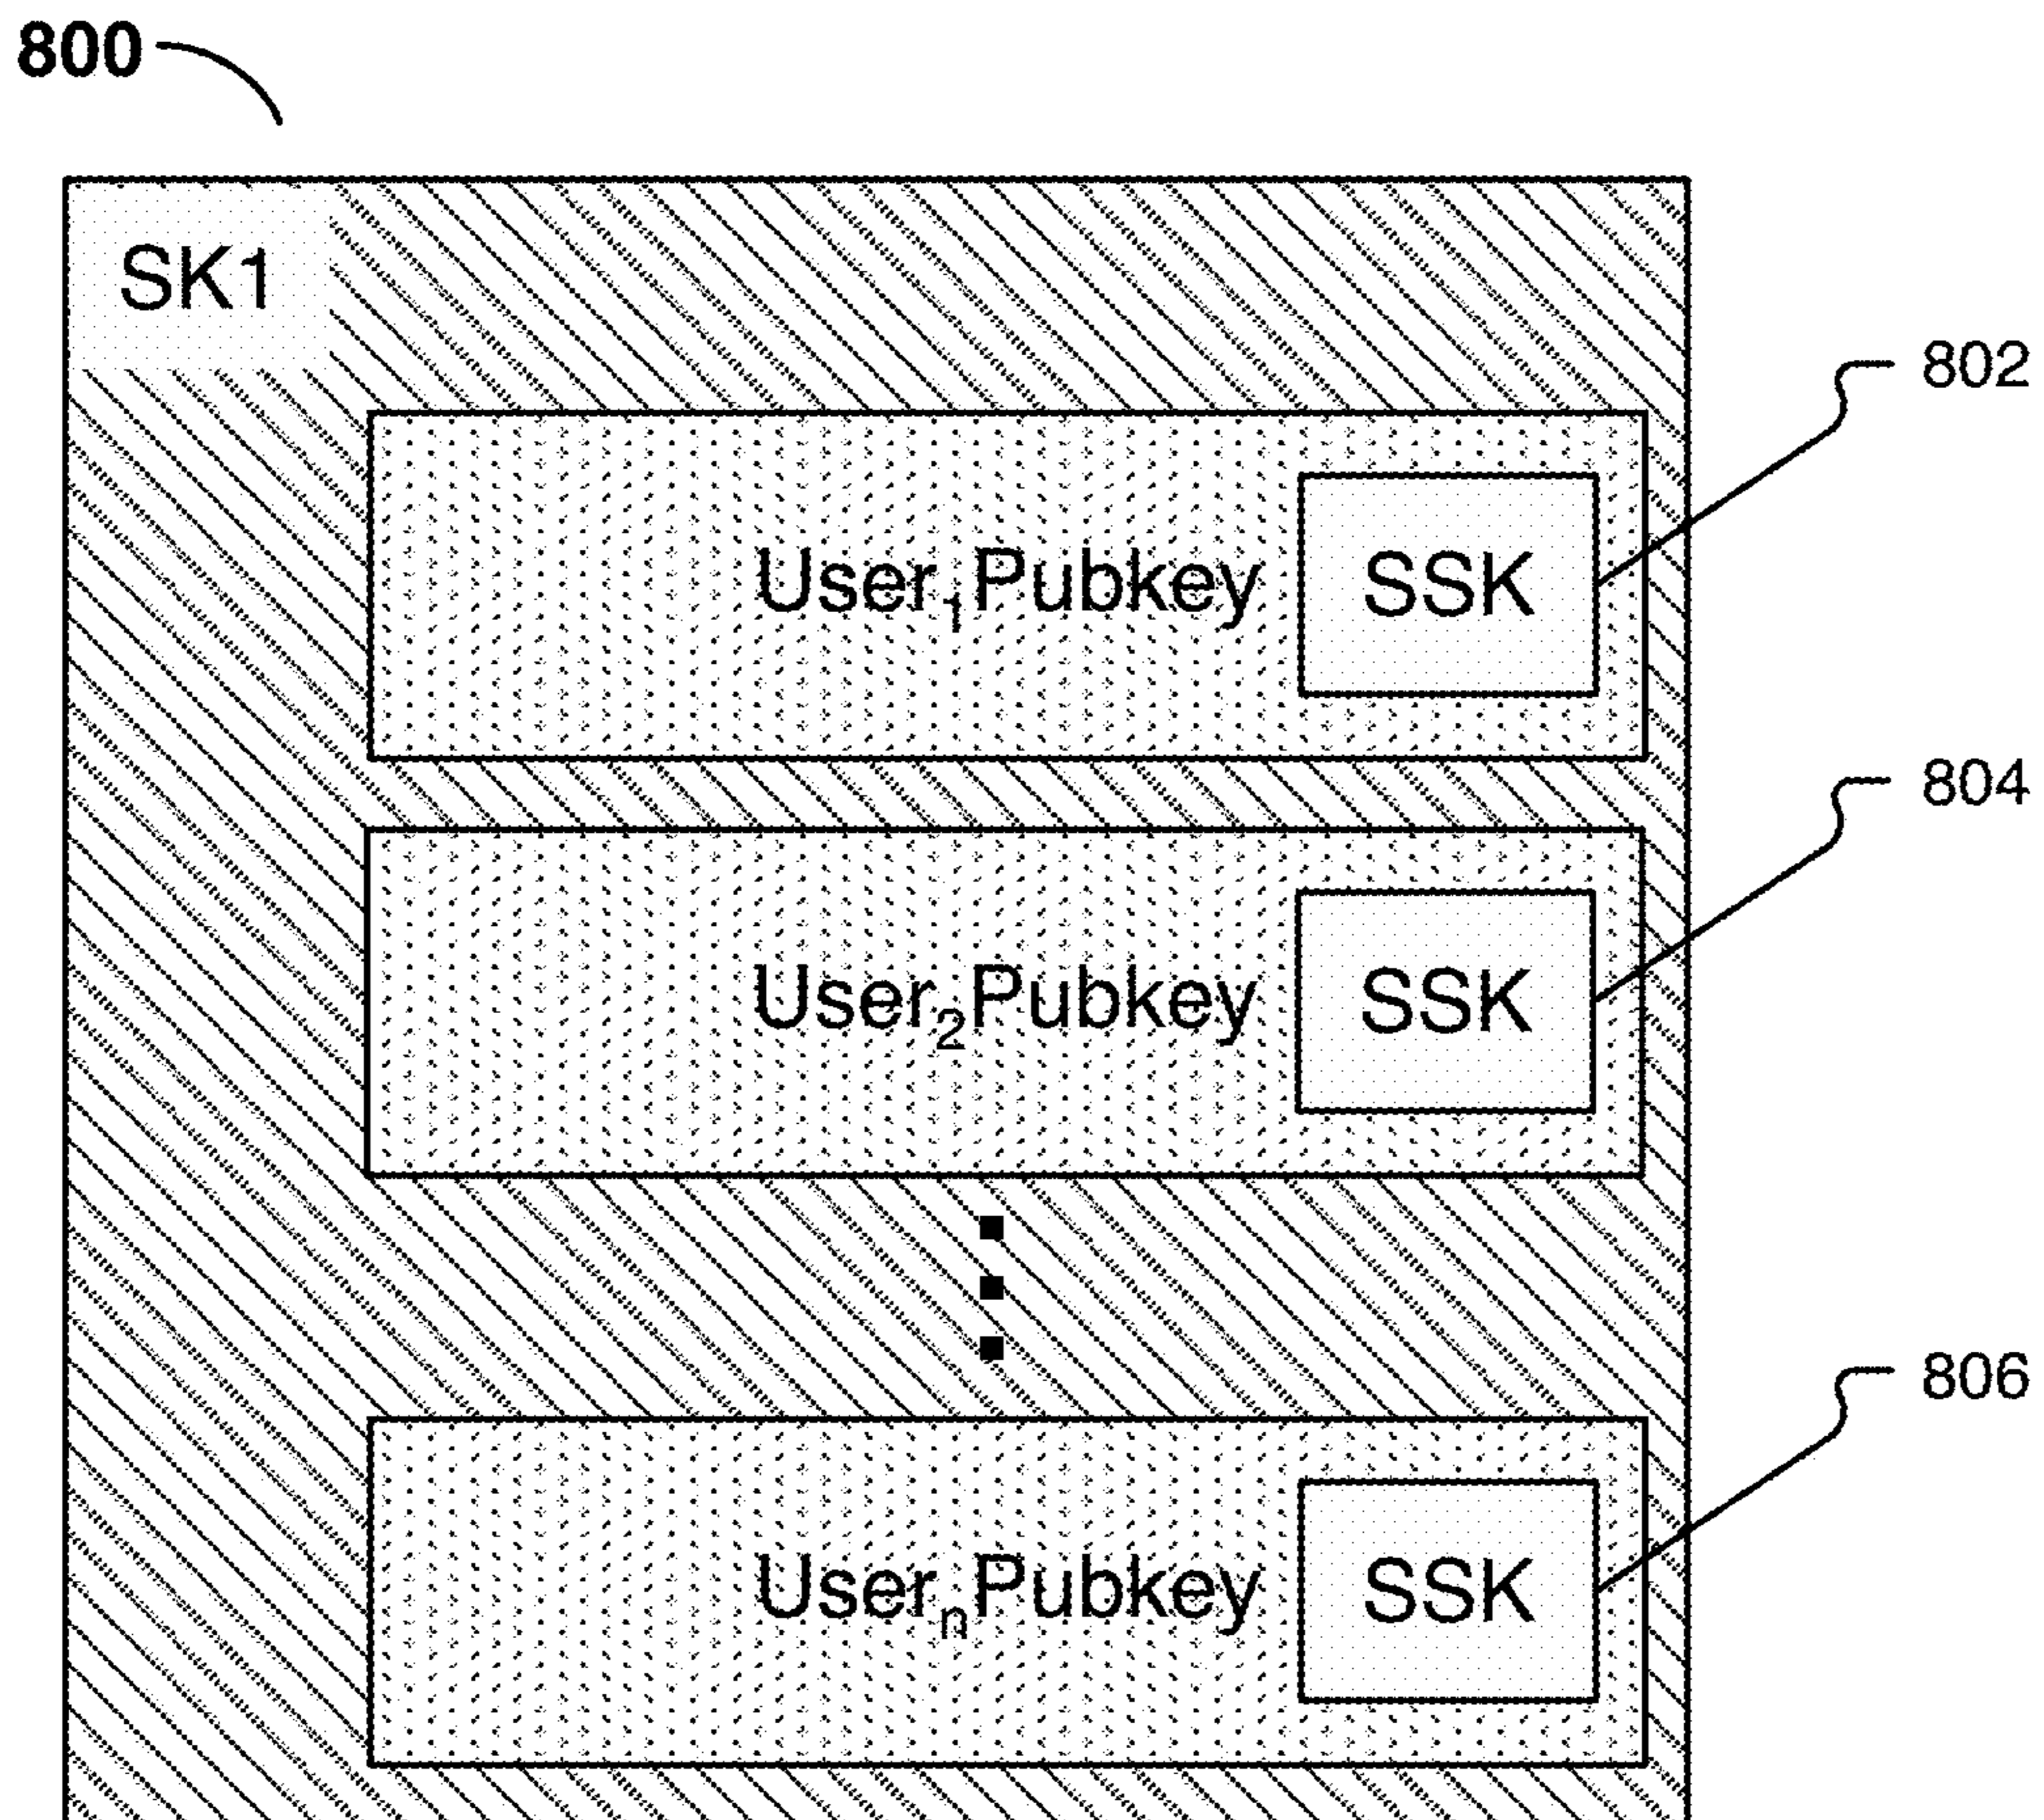 800
SK1
802
User₁Pubkey SSK
804
User₂Pubkey SSK
806
UserₙPubkey SSK